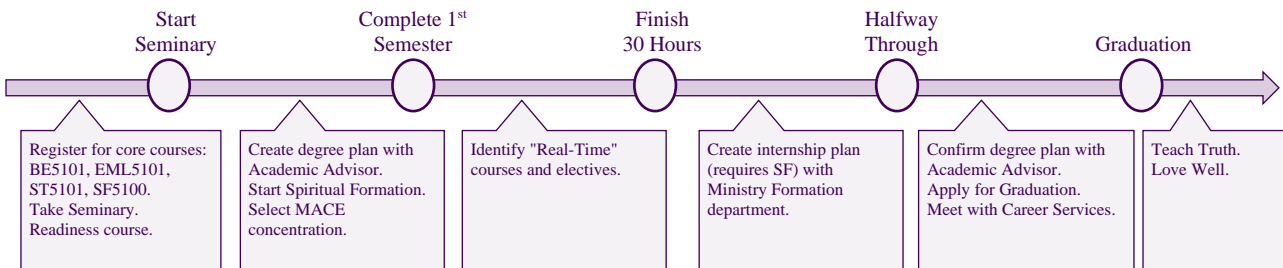 Start
Seminary
Complete 1st
Semester
Finish
30 Hours
Halfway
Through
Graduation
Register for core courses:
BE5101, EML5101,
ST5101, SF5100.
Take Seminary.
Readiness course.
Create degree plan with
Academic Advisor.
Start Spiritual Formation.
Select MACE
concentration.
Identify "Real-Time"
courses and electives.
Create internship plan
(requires SF) with
Ministry Formation
department.
Confirm degree plan with
Academic Advisor.
Apply for Graduation.
Meet with Career Services.
Teach Truth.
Love Well.